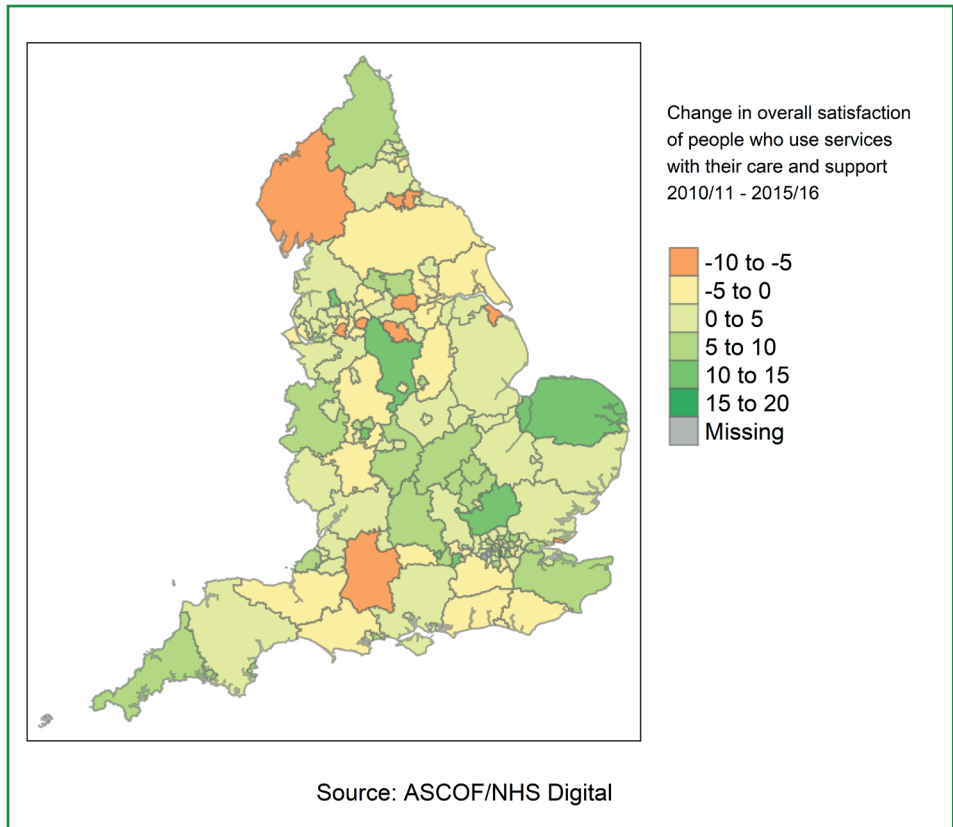 Change in overall satisfaction
of people who use services
with their care and support
2010/11 - 2015/16
-10 to -5
-5 to 0
0 to 5
5 to 10
10 to 15
15 to 20
Missing
Source: ASCOF/NHS Digital